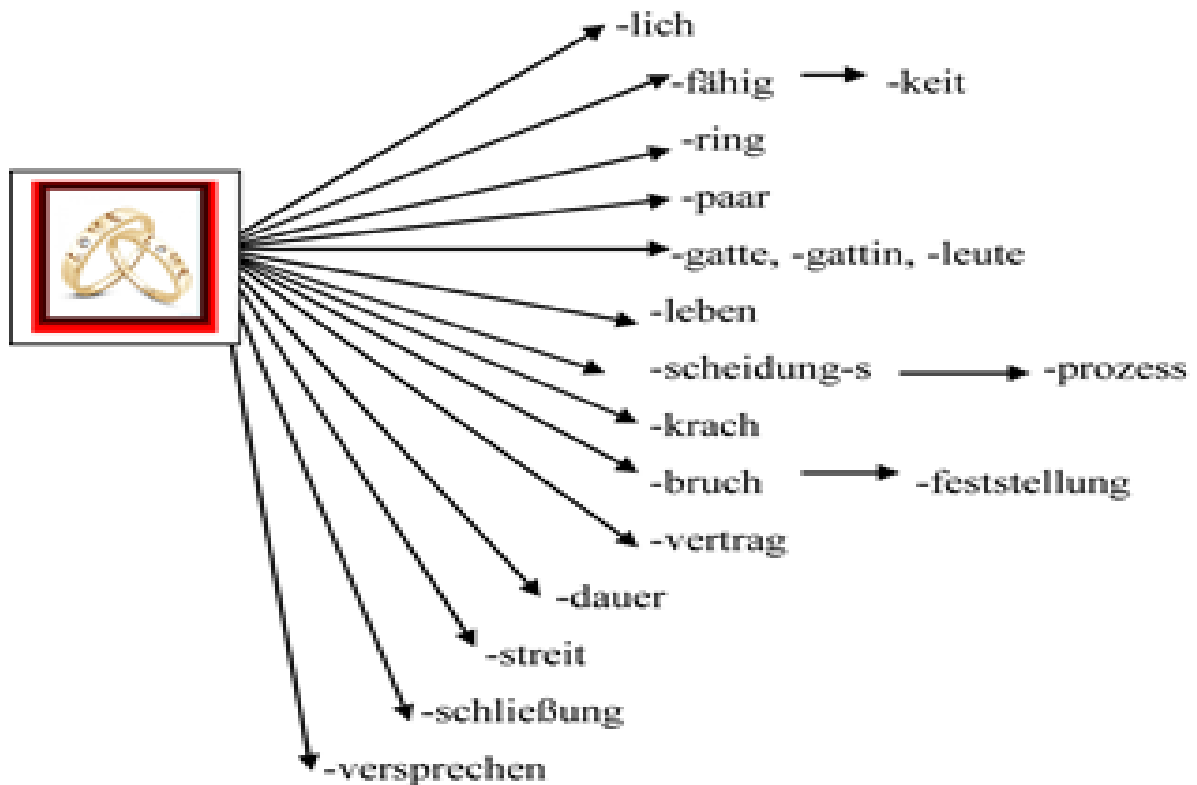 -lich
-fähig -keit
-ring
-paar
-gatte, -gattin, -leute
-leben
-scheidung-s -prozess
-krach
-bruch -feststellung
-vertrag
-dauer
-streit
-schließung
-versprechen